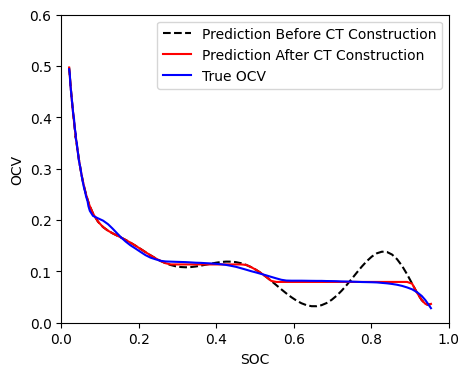 0.6
0.5
0.4
0.3
0.2
0.1
0.0
OCV
Prediction Before CT Construction
Prediction After CT Construction
True OCV
0.0 0.2 0.4 0.6 0.8 1.0
SOC